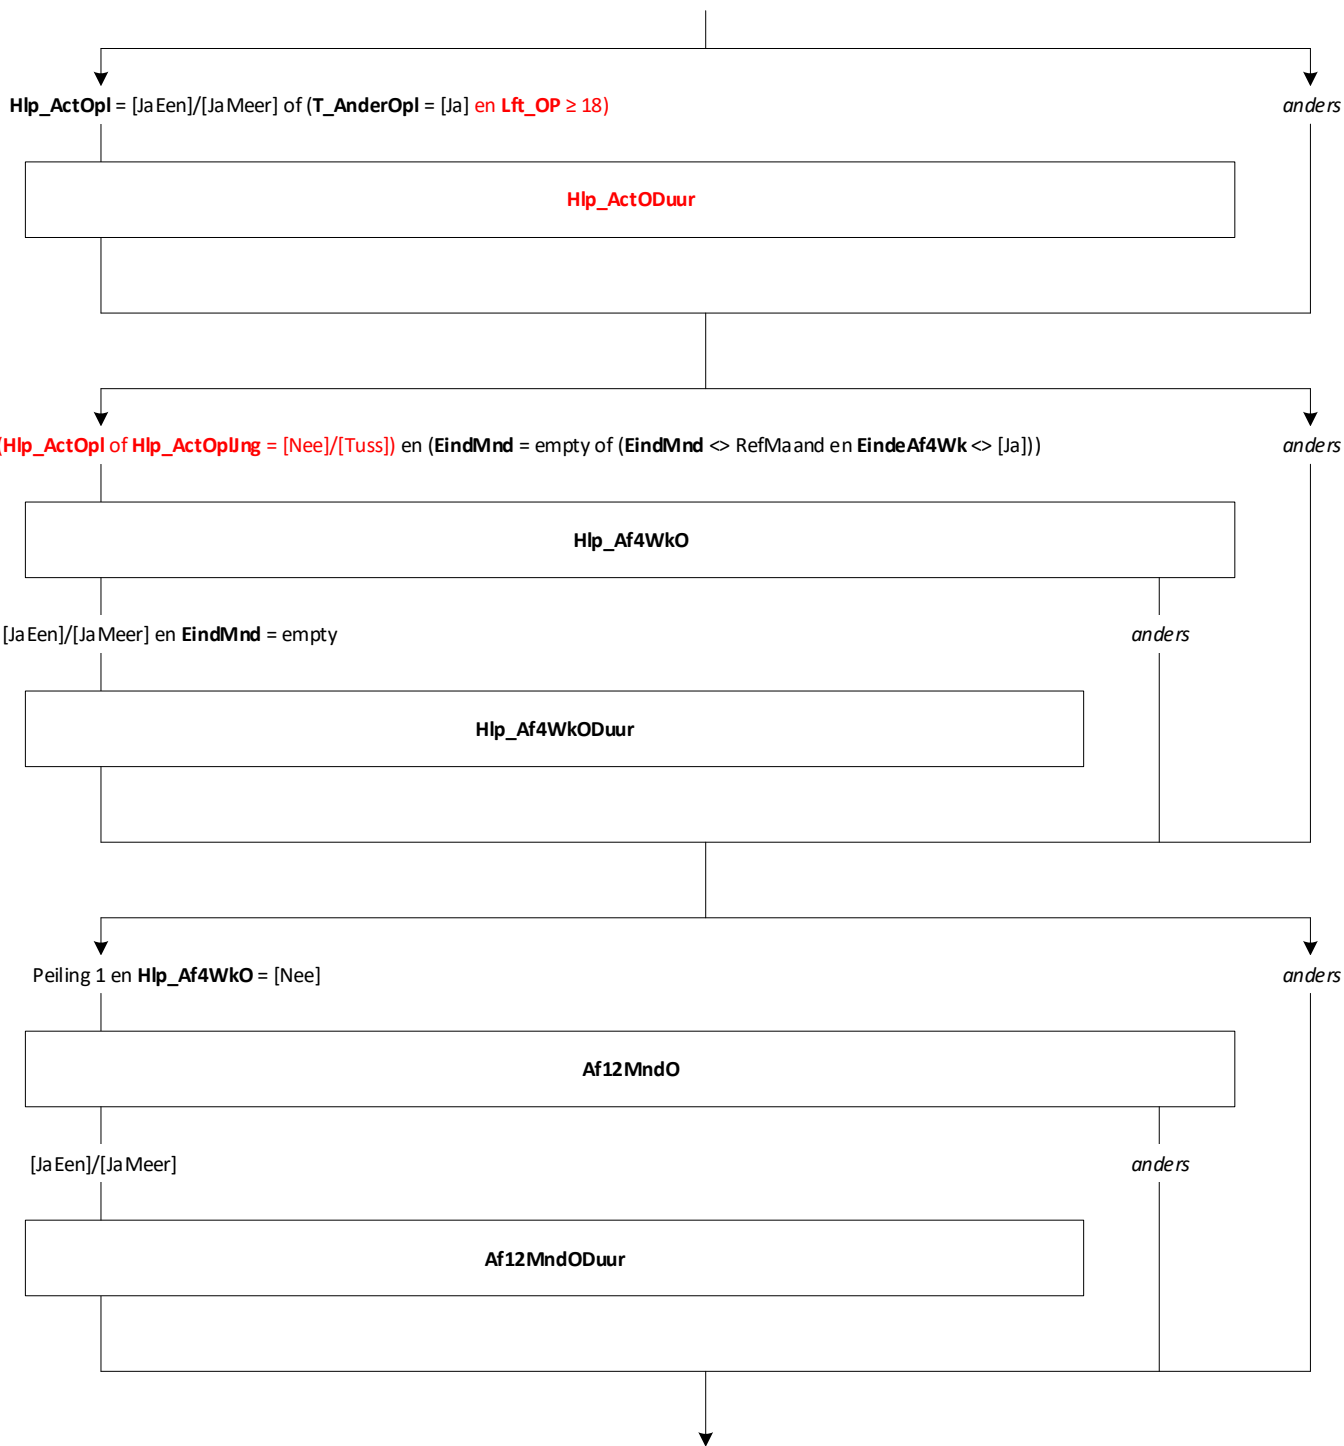 Hlp_ActOpl = [JaEen]/[JaMeer] of (T_AnderOpl = [Ja] en Lft_OP ≥ 18)
anders
Hlp_ActODuur
(Hlp_ActOpl of Hlp_ActOplJng = [Nee]/[Tuss]) en (EindMnd = empty of (EindMnd <> RefMaand en EindeAf4Wk <> [Ja]))
anders
Hlp_Af4WkO
[JaEen]/[JaMeer] en EindMnd = empty
anders
Hlp_Af4WkODuur
Peiling 1 en Hlp_Af4WkO = [Nee]
anders
Af12MndO
[JaEen]/[JaMeer]
anders
Af12MndODuur